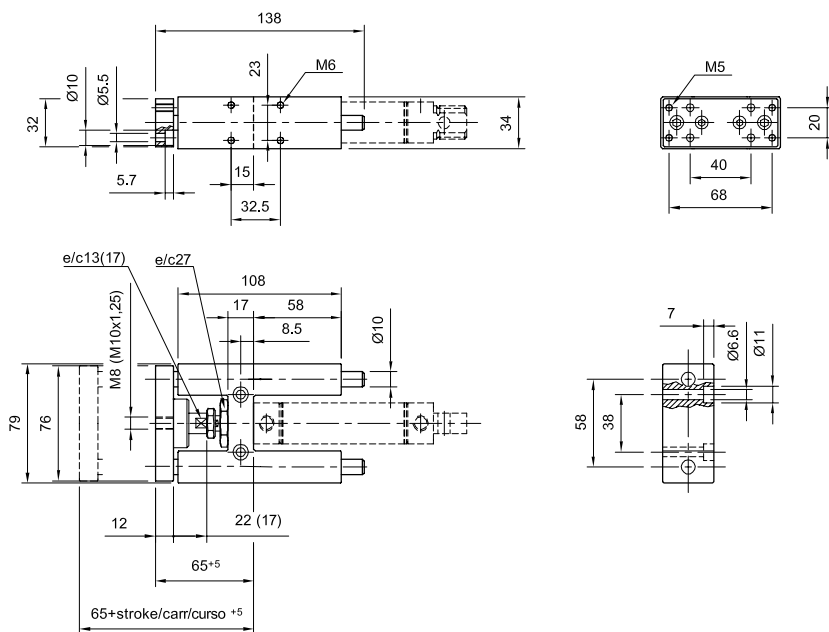 138
23
M6
Ø10
Ø5.5
32
34
5.7
15
32.5
M5
20
40
68
e/c13(17)
e/c27
108
17
58
8.5
Ø10
M8 (M10x1,25)
79
76
12
22 (17)
65+5
65+stroke/carr/curso +5
7
Ø6.6
Ø11
58
38